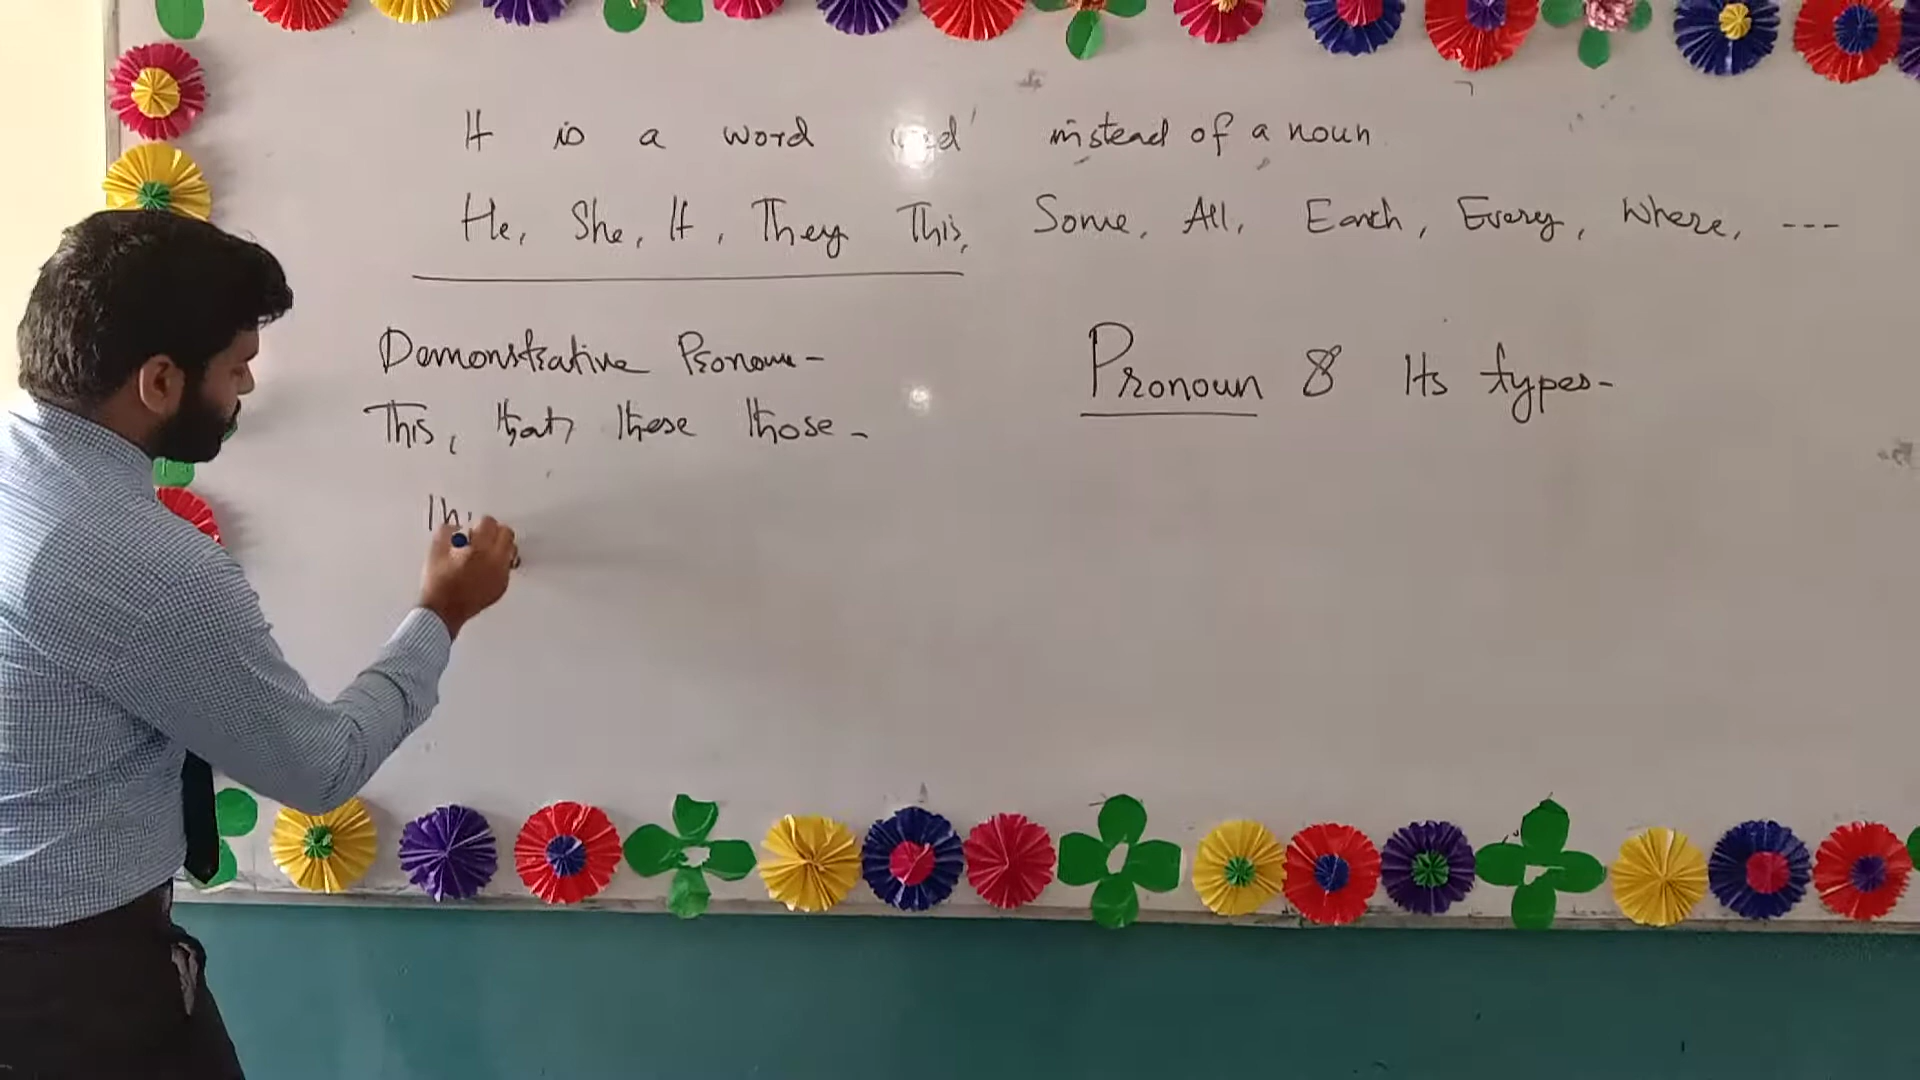 It is a word instead of a noun
He, She, It, They This, Some, All, Each, Every, Where, ---
Demonstrative Pronoun -
This, that, these those -
Pronoun & Its types -
Thi